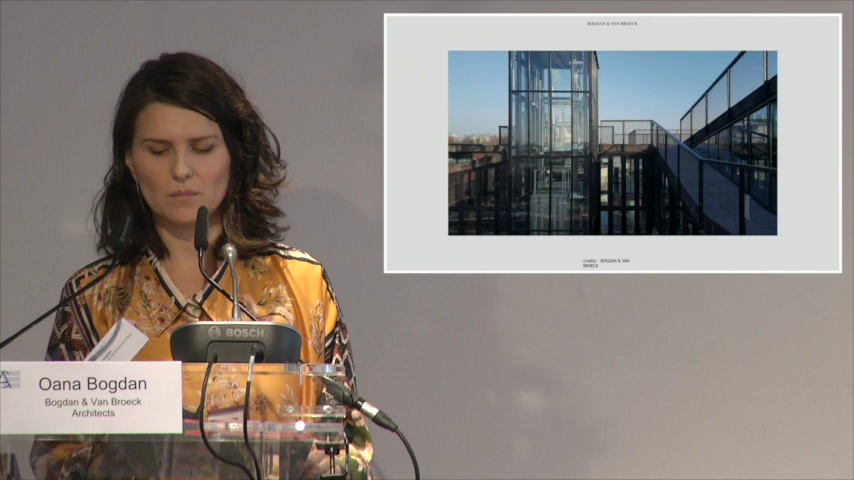 BOGDAN & VAN BROECK
credits - BOGDAN & VAN
BROECK
BOSCH
Oana Bogdan
Bogdan & Van Broeck
Architects